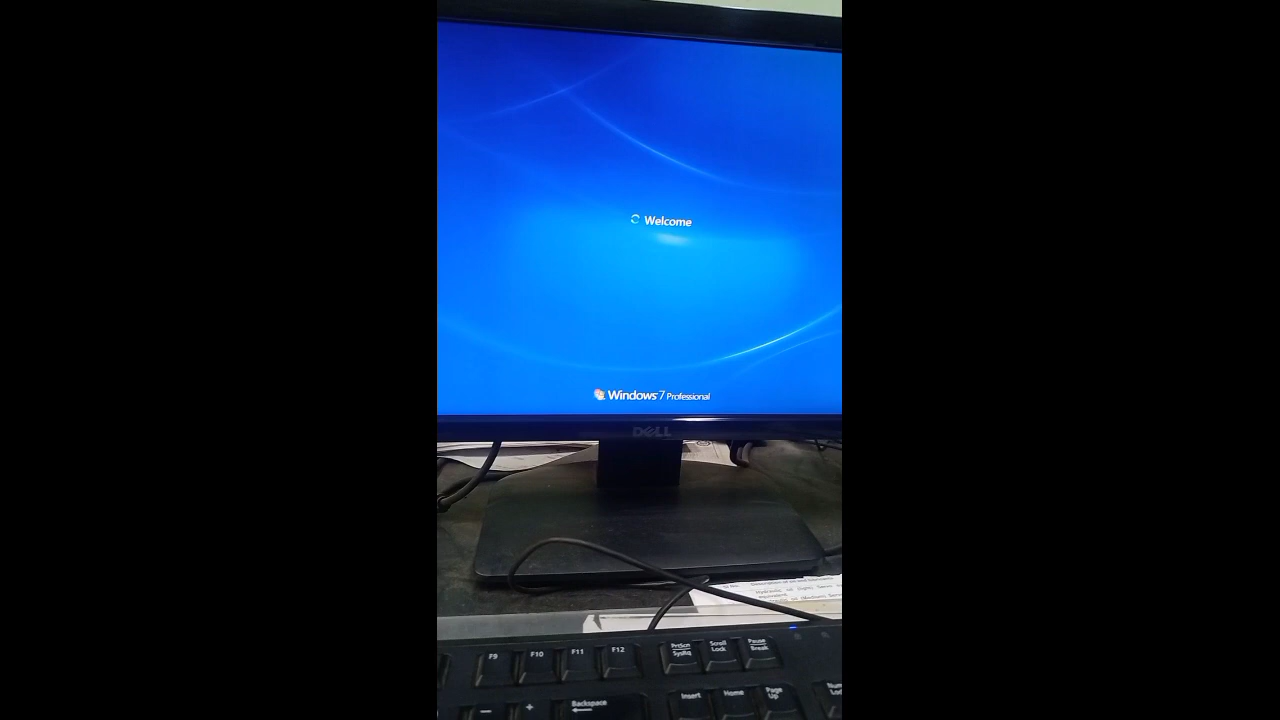 Welcome
Windows 7 Professional
DELL
F9
F10
F11
F12
PrtScn
SysRq
Scroll
Lock
Pause
Break
Backspace
Insert
Home
Page
Up
Num